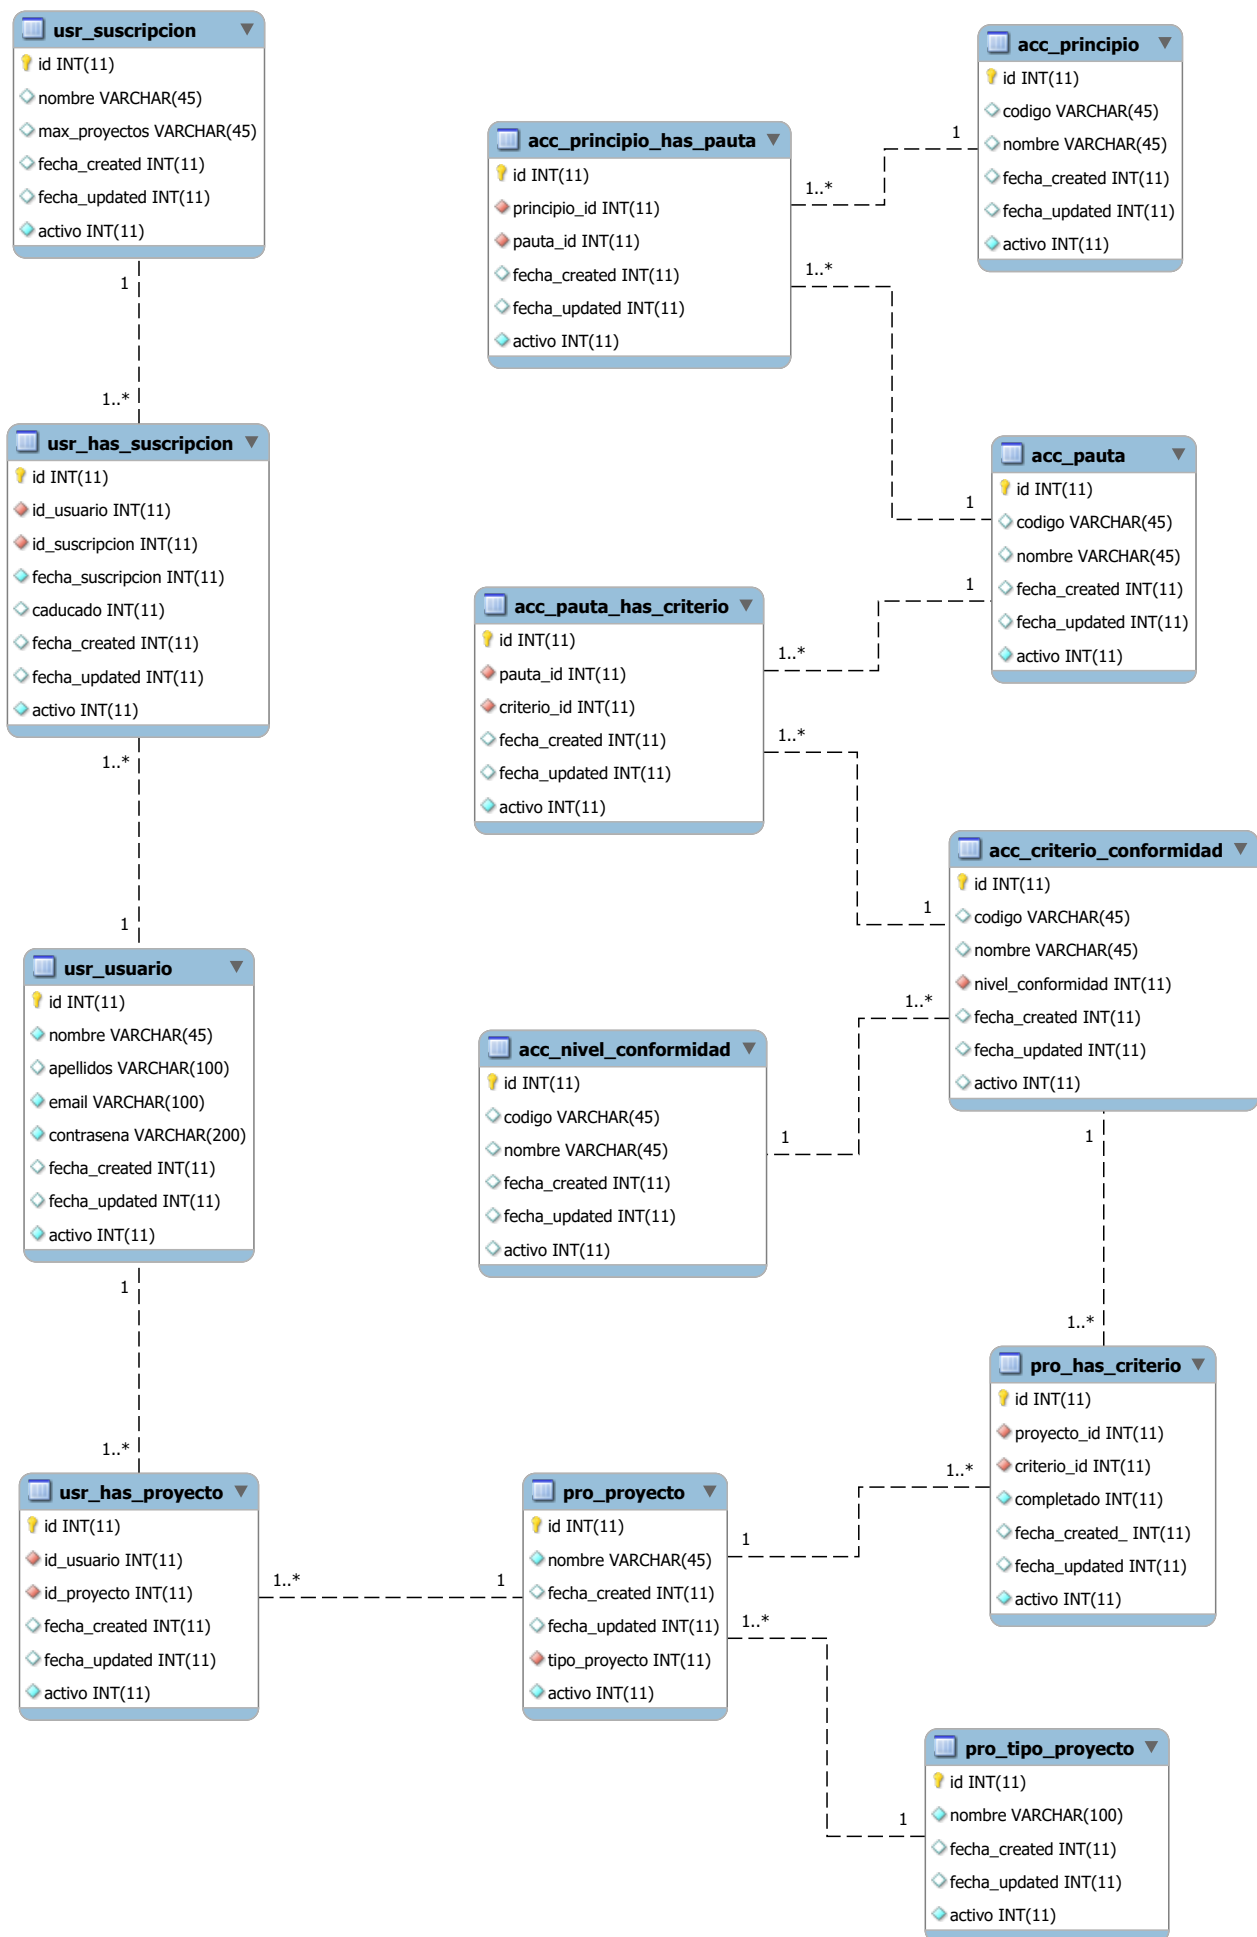 usr_suscripcion
id INT(11)
nombre VARCHAR(45)
max_proyectos VARCHAR(45)
fecha_created INT(11)
fecha_updated INT(11)
activo INT(11)
1
1..*
usr_has_suscripcion
id INT(11)
id_usuario INT(11)
id_suscripcion INT(11)
fecha_suscripcion INT(11)
caducado INT(11)
fecha_created INT(11)
fecha_updated INT(11)
activo INT(11)
1..*
1
usr_usuario
id INT(11)
nombre VARCHAR(45)
apellidos VARCHAR(100)
email VARCHAR(100)
contrasena VARCHAR(200)
fecha_created INT(11)
fecha_updated INT(11)
activo INT(11)
1
1..*
usr_has_proyecto
id INT(11)
id_usuario INT(11)
id_proyecto INT(11)
fecha_created INT(11)
fecha_updated INT(11)
activo INT(11)
1..*
1
acc_principio_has_pauta
id INT(11)
principio_id INT(11)
pauta_id INT(11)
fecha_created INT(11)
fecha_updated INT(11)
activo INT(11)
1..*
1
1..*
1
acc_principio
id INT(11)
codigo VARCHAR(45)
nombre VARCHAR(45)
fecha_created INT(11)
fecha_updated INT(11)
activo INT(11)
acc_pauta
id INT(11)
codigo VARCHAR(45)
nombre VARCHAR(45)
fecha_created INT(11)
fecha_updated INT(11)
activo INT(11)
acc_pauta_has_criterio
id INT(11)
pauta_id INT(11)
criterio_id INT(11)
fecha_created INT(11)
fecha_updated INT(11)
activo INT(11)
1
1..*
1..*
1
acc_criterio_conformidad
id INT(11)
codigo VARCHAR(45)
nombre VARCHAR(45)
nivel_conformidad INT(11)
fecha_created INT(11)
fecha_updated INT(11)
activo INT(11)
acc_nivel_conformidad
id INT(11)
codigo VARCHAR(45)
nombre VARCHAR(45)
fecha_created INT(11)
fecha_updated INT(11)
activo INT(11)
1..*
1
1
1..*
pro_has_criterio
id INT(11)
proyecto_id INT(11)
criterio_id INT(11)
completado INT(11)
fecha_created_ INT(11)
fecha_updated INT(11)
activo INT(11)
pro_proyecto
id INT(11)
nombre VARCHAR(45)
fecha_created INT(11)
fecha_updated INT(11)
tipo_proyecto INT(11)
activo INT(11)
1..*
1
1..*
1
pro_tipo_proyecto
id INT(11)
nombre VARCHAR(100)
fecha_created INT(11)
fecha_updated INT(11)
activo INT(11)